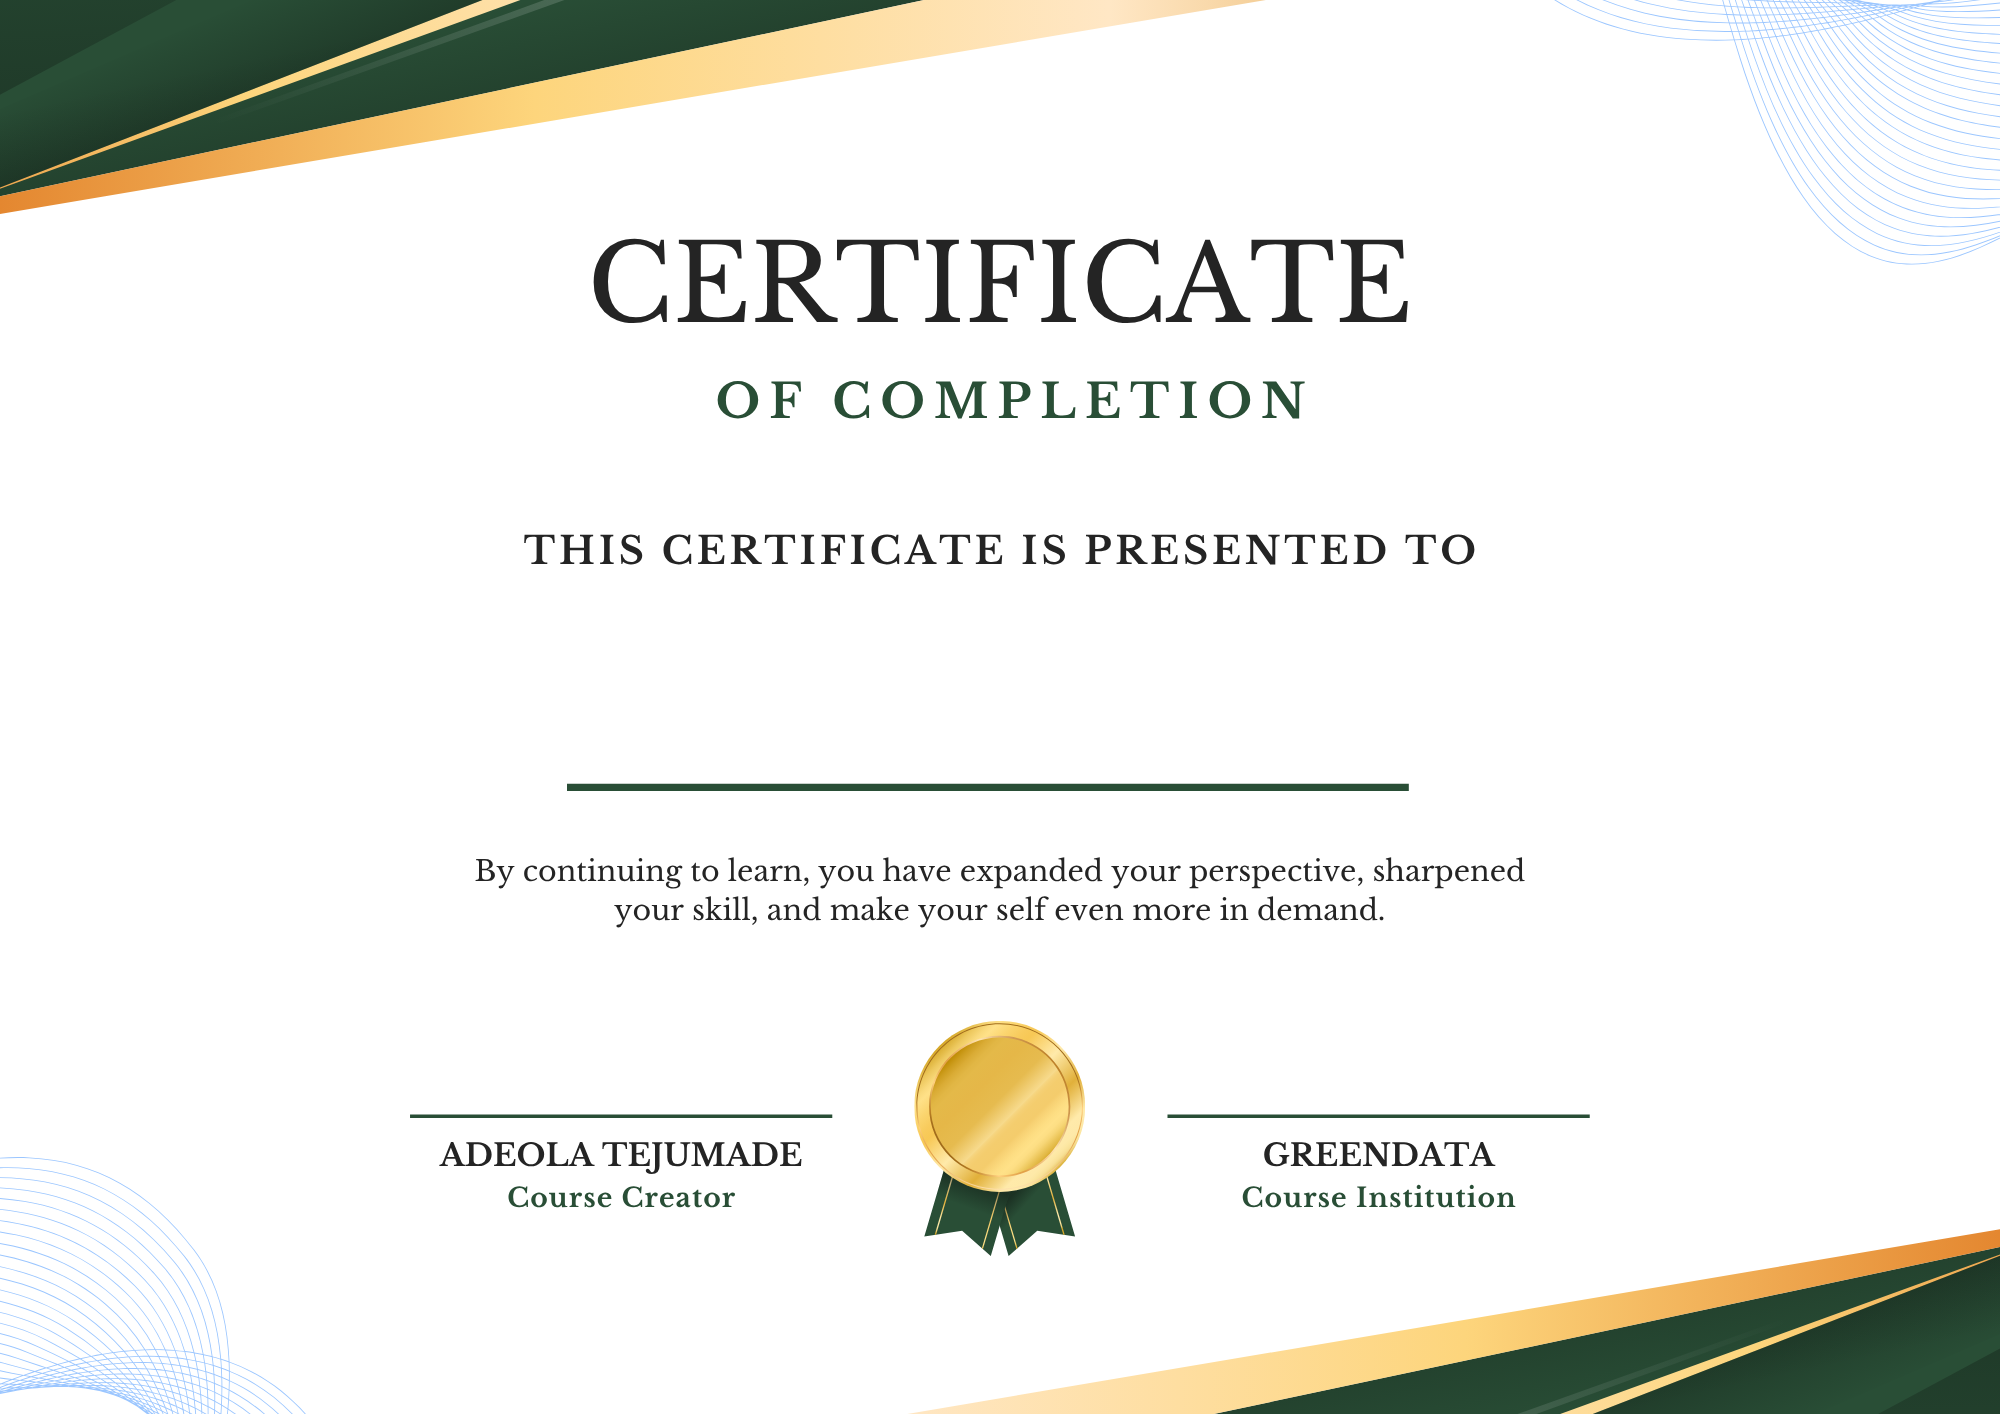 CERTIFICATE
OF COMPLETION
THIS CERTIFICATE IS PRESENTED TO
By continuing to learn, you have expanded your perspective, sharpened
your skill, and make your self even more in demand.
ADEOLA TEJUMADE
Course Creator
GREENDATA
Course Institution